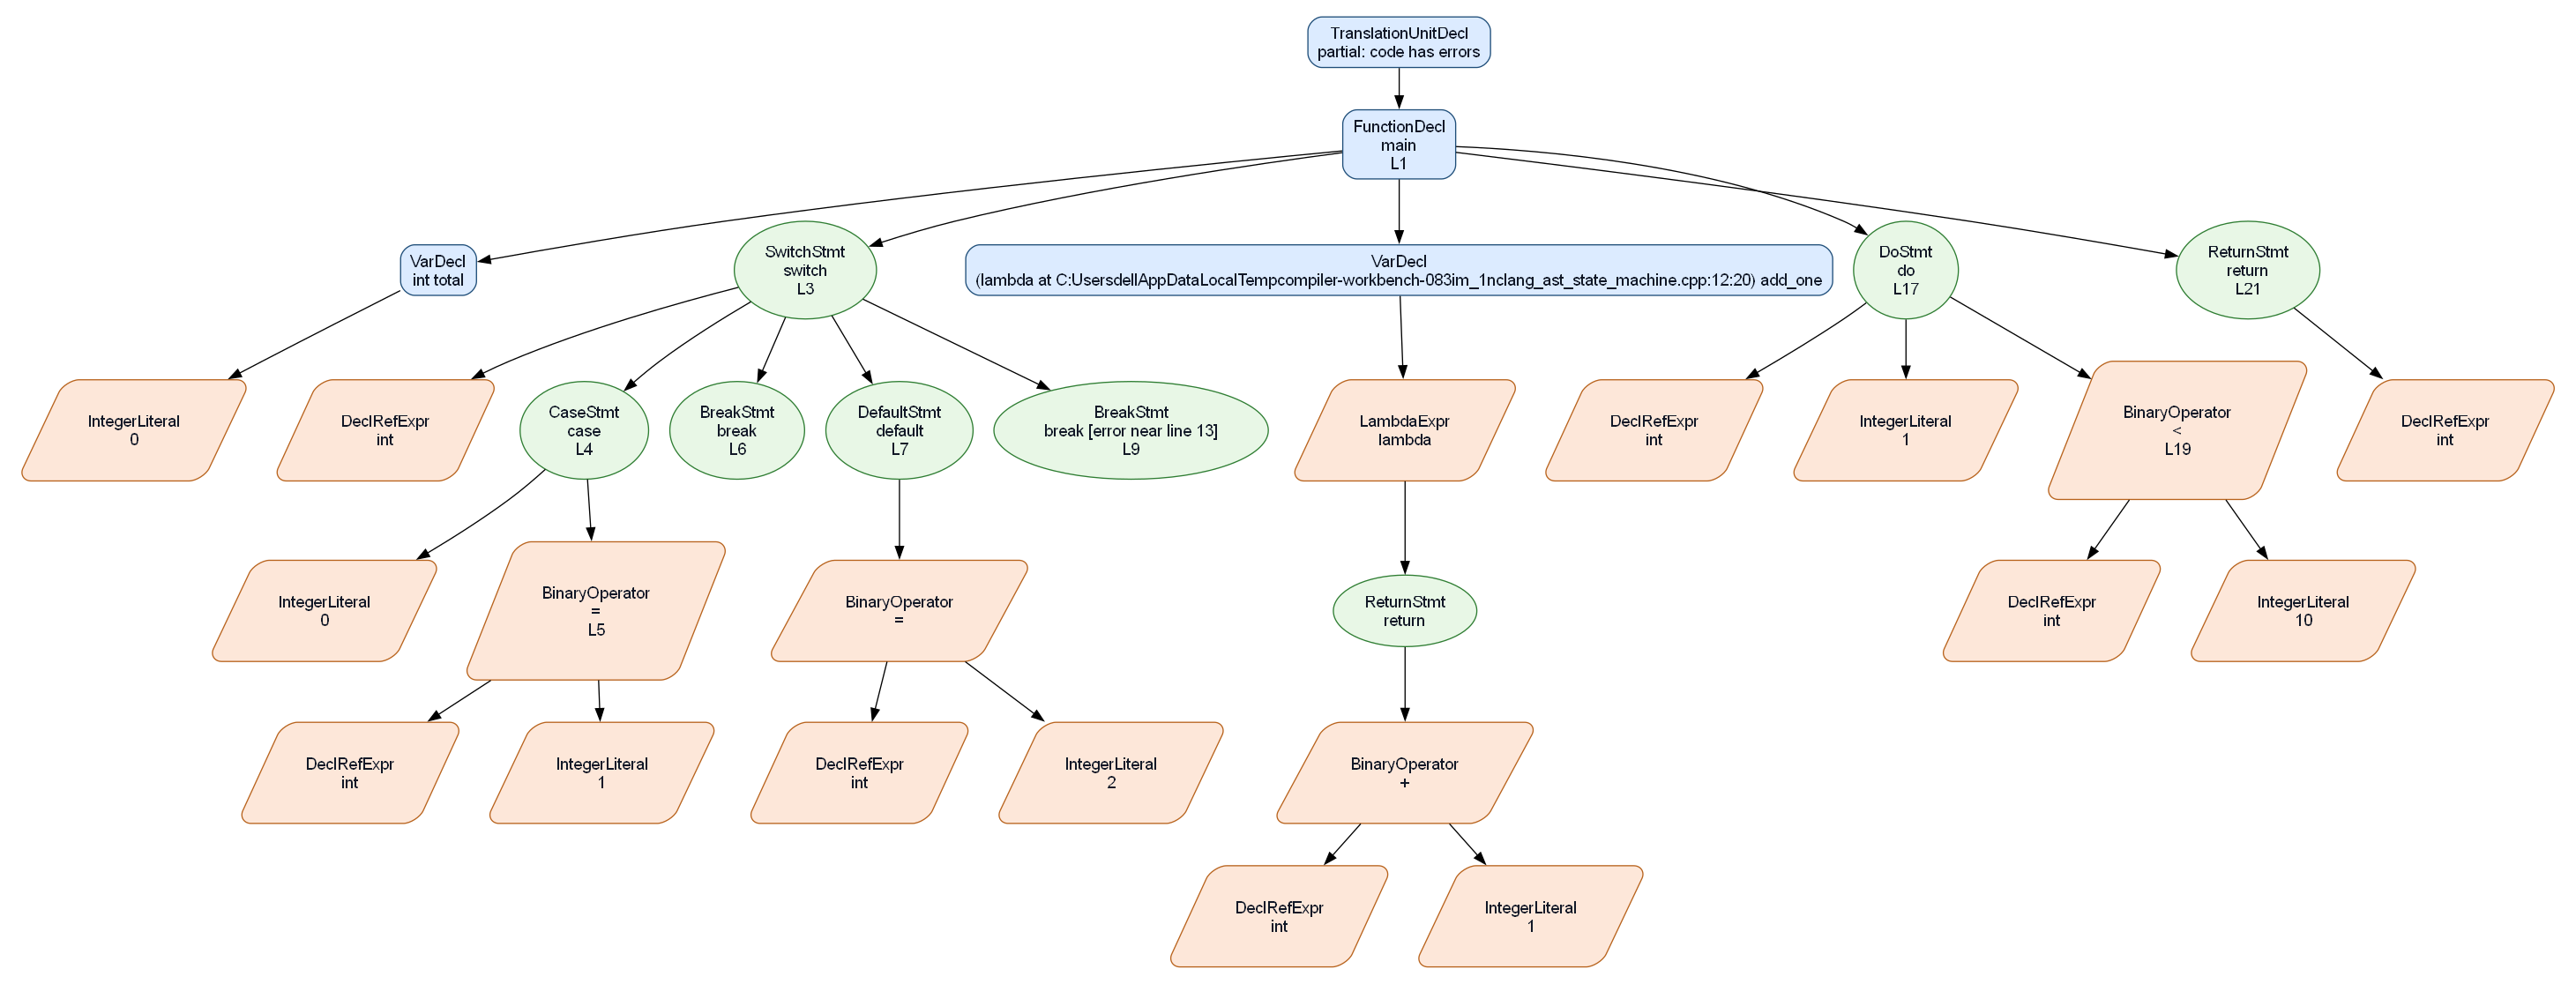 TranslationUnitDecl
partial: code has errors
FunctionDecl
main
L1
VarDecl
int total
SwitchStmt
switch
L3
VarDecl
(lambda at C:UsersdellAppDataLocalTempcompiler-workbench-083im_1nclang_ast_state_machine.cpp:12:20) add_one
DoStmt
do
L17
ReturnStmt
return
L21
IntegerLiteral
0
DeclRefExpr
int
CaseStmt
case
L4
BreakStmt
break
L6
DefaultStmt
default
L7
BreakStmt
break [error near line 13]
L9
LambdaExpr
lambda
DeclRefExpr
int
IntegerLiteral
1
BinaryOperator
<
L19
DeclRefExpr
int
IntegerLiteral
0
BinaryOperator
=
L5
BinaryOperator
=
ReturnStmt
return
DeclRefExpr
int
IntegerLiteral
10
DeclRefExpr
int
IntegerLiteral
1
DeclRefExpr
int
IntegerLiteral
2
BinaryOperator
+
DeclRefExpr
int
IntegerLiteral
1